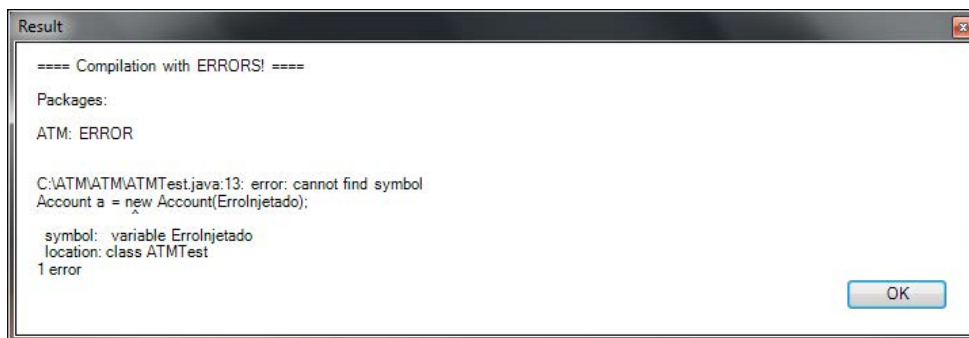 Result
==== Compilation with ERRORS! ====
Packages:
ATM: ERROR
C:\ATM\ATM\ATMTest.java:13: error: cannot find symbol
Account a = new Account(ErroInjetado);
^
symbol: variable ErroInjetado
location: class ATMTest
1 error
OK